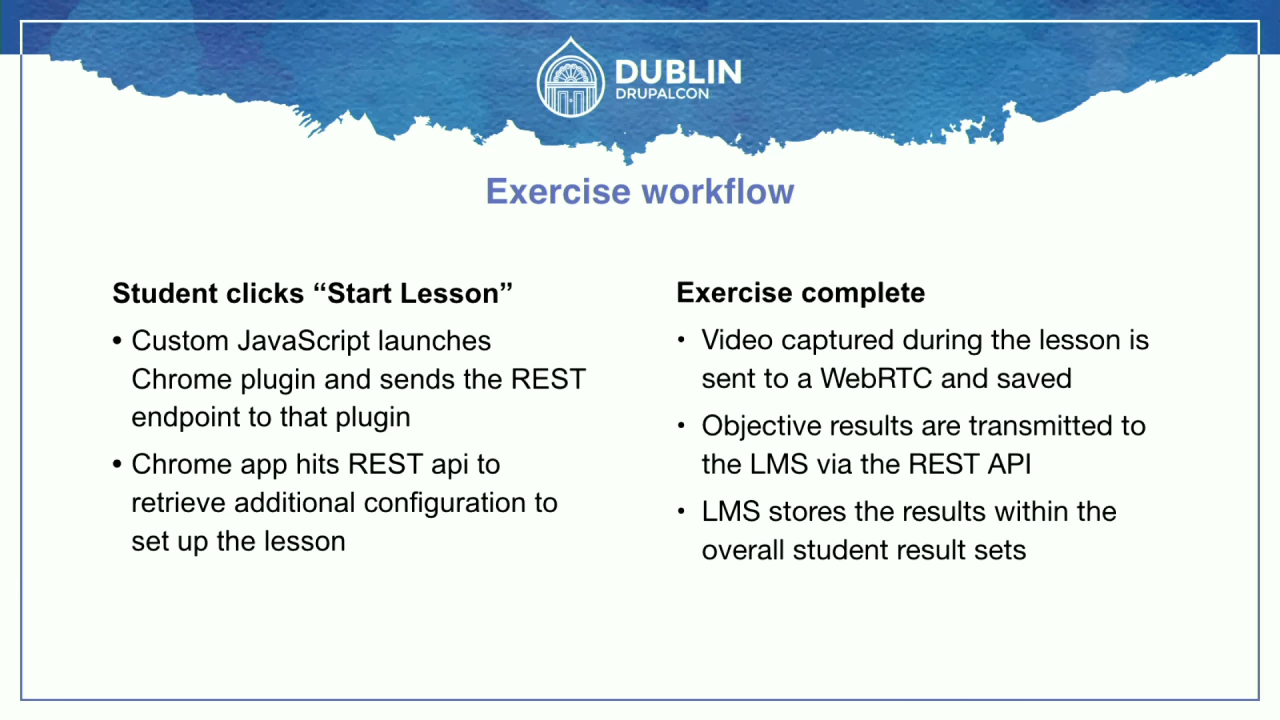 DUBLIN
DRUPALCON
Exercise workflow
Student clicks “Start Lesson”
• Custom JavaScript launches
Chrome plugin and sends the REST
endpoint to that plugin
• Chrome app hits REST api to
retrieve additional configuration to
set up the lesson
Exercise complete
• Video captured during the lesson is
sent to a WebRTC and saved
• Objective results are transmitted to
the LMS via the REST API
• LMS stores the results within the
overall student result sets